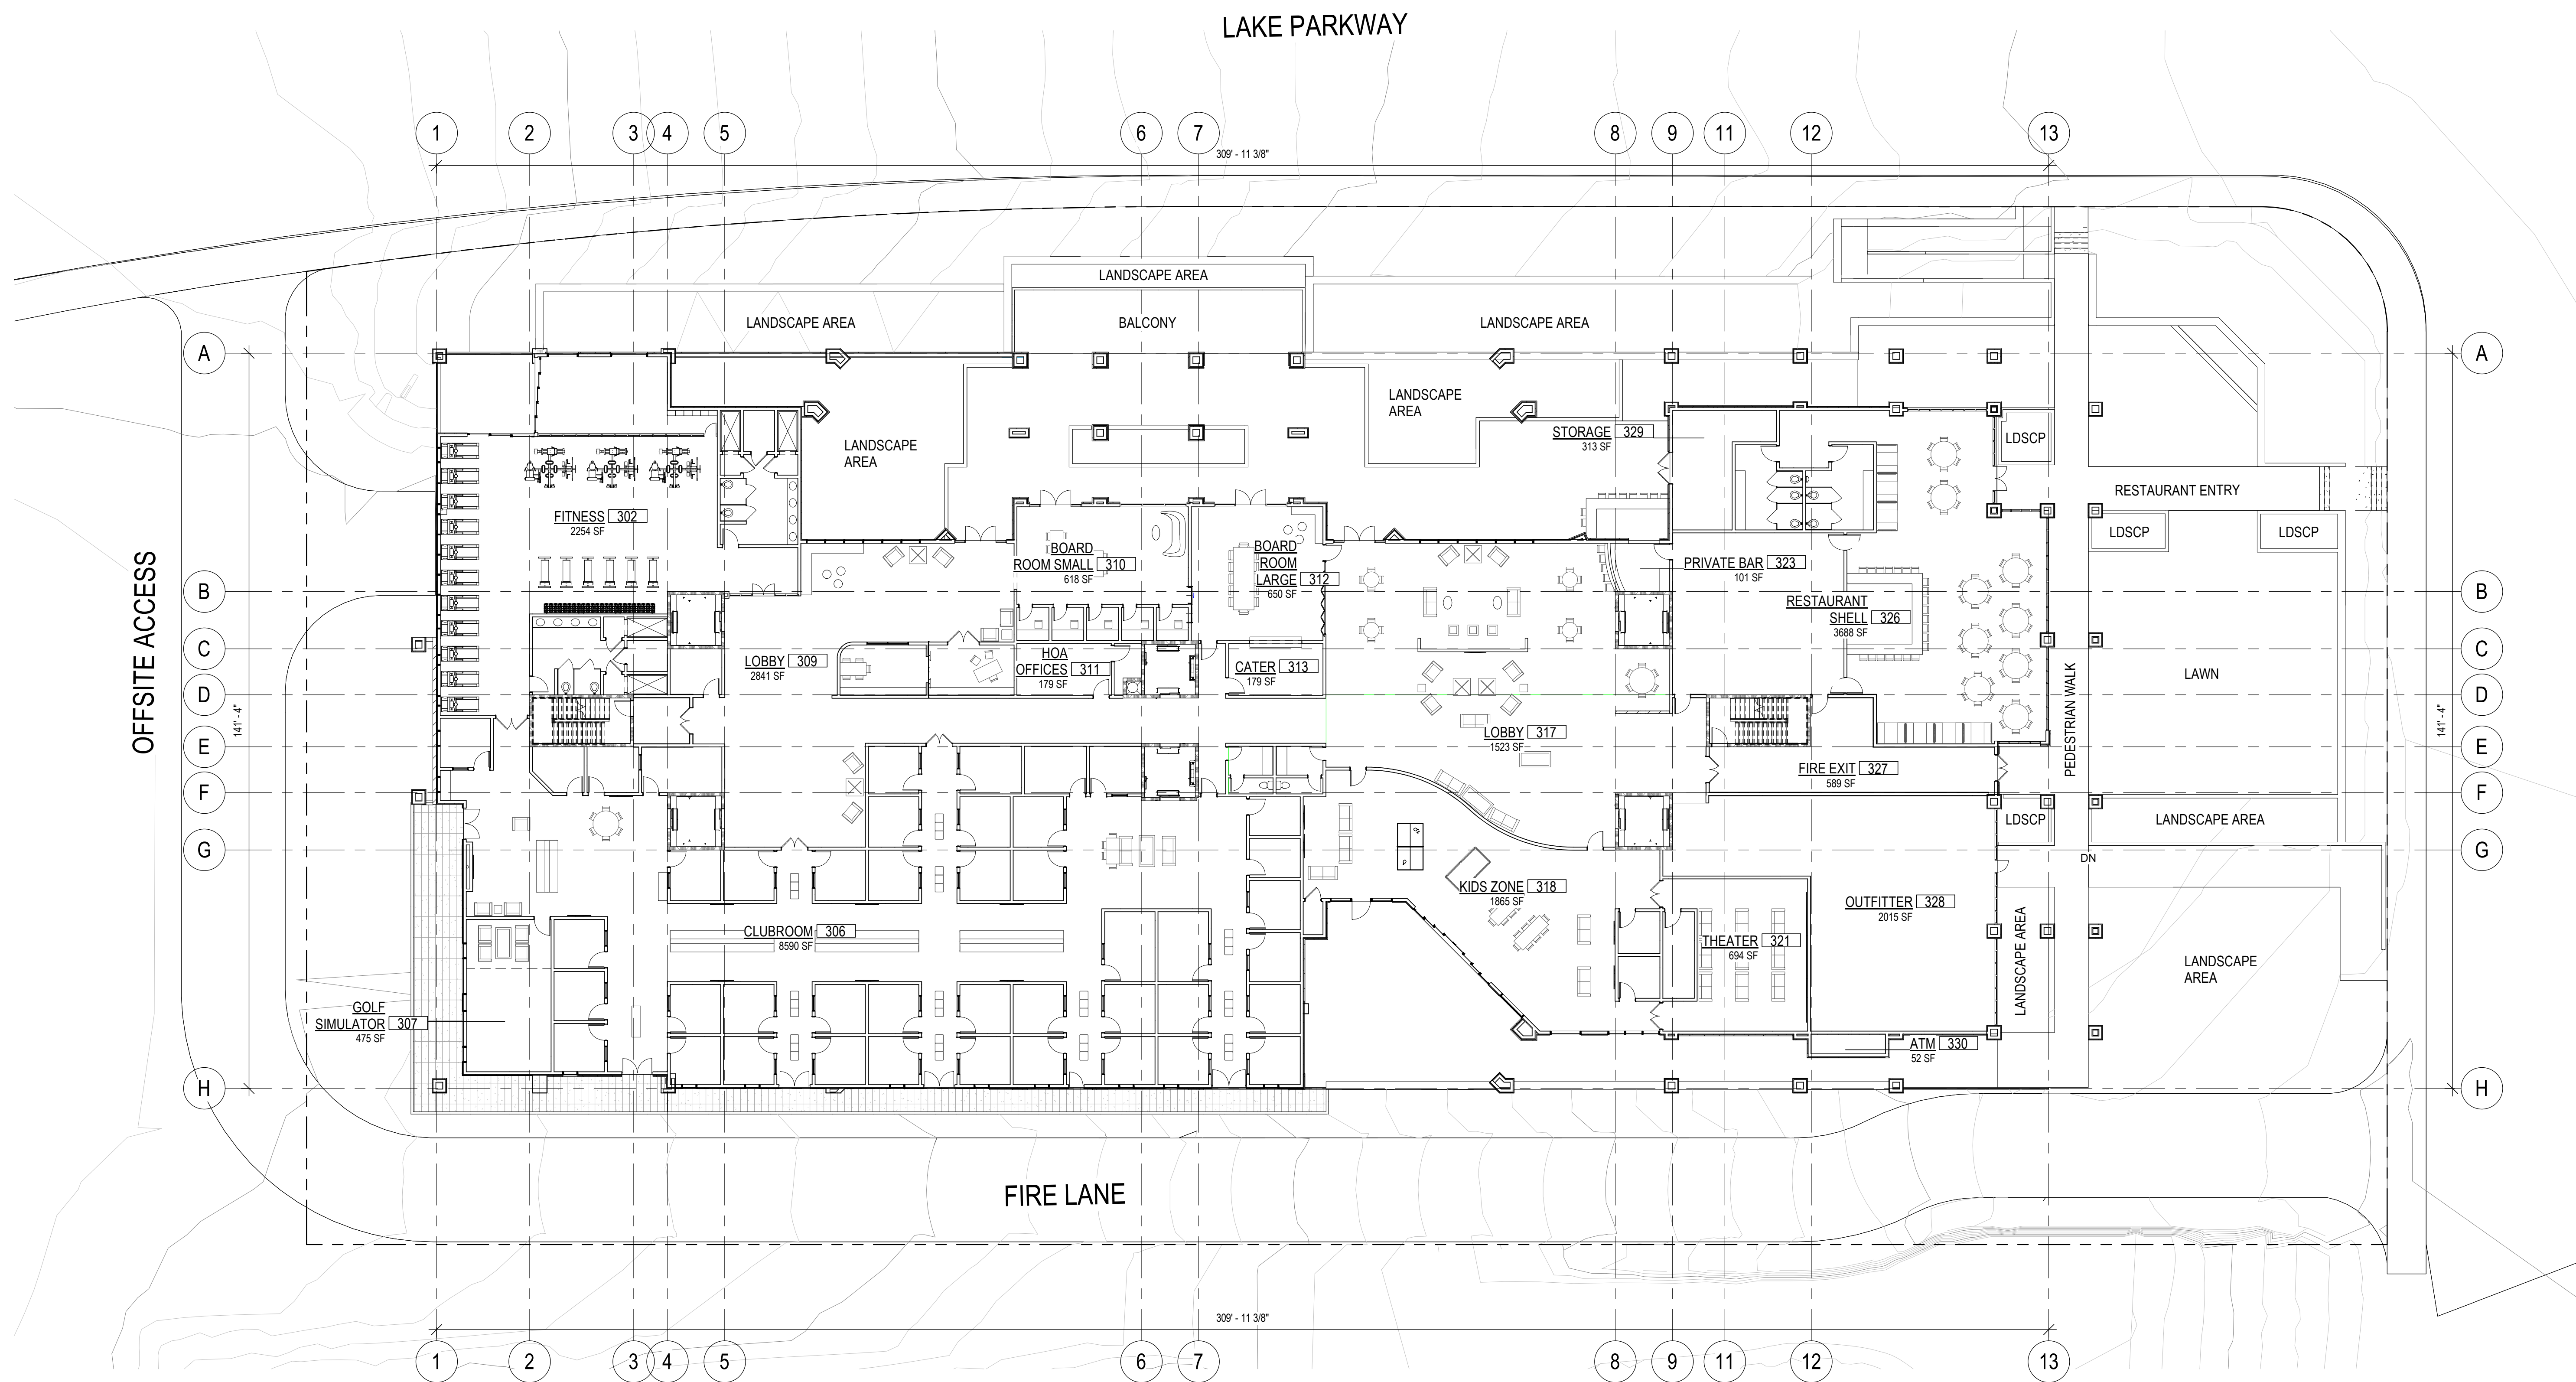 LAKE PARKWAY
1 2 3 4 5 6 7 8 9 11 12 13
309' - 11 3/8"
LANDSCAPE AREA
LANDSCAPE AREA
BALCONY
LANDSCAPE AREA
A
A
LANDSCAPE
AREA
LANDSCAPE
AREA
STORAGE 329
313 SF
LDSCP
RESTAURANT ENTRY
FITNESS 302
2254 SF
LDSCP
LDSCP
BOARD
ROOM SMALL 310
618 SF
BOARD
ROOM
LARGE 312
650 SF
PRIVATE BAR 323
101 SF
B
B
RESTAURANT
SHELL 326
3688 SF
OFFSITE ACCESS
C
C
LOBBY 309
2841 SF
HOA
OFFICES 311
179 SF
CATER 313
179 SF
LAWN
D
D
141' - 4"
141' - 4"
PEDESTRIAN WALK
LOBBY 317
1523 SF
E
E
FIRE EXIT 327
589 SF
F
F
LDSCP
LANDSCAPE AREA
G
G
DN
KIDS ZONE 318
1865 SF
OUTFITTER 328
2015 SF
CLUBROOM 306
8590 SF
THEATER 321
694 SF
LANDSCAPE AREA
LANDSCAPE
AREA
GOLF
SIMULATOR 307
475 SF
ATM 330
52 SF
H
H
FIRE LANE
309' - 11 3/8"
1 2 3 4 5 6 7 8 9 11 12 13